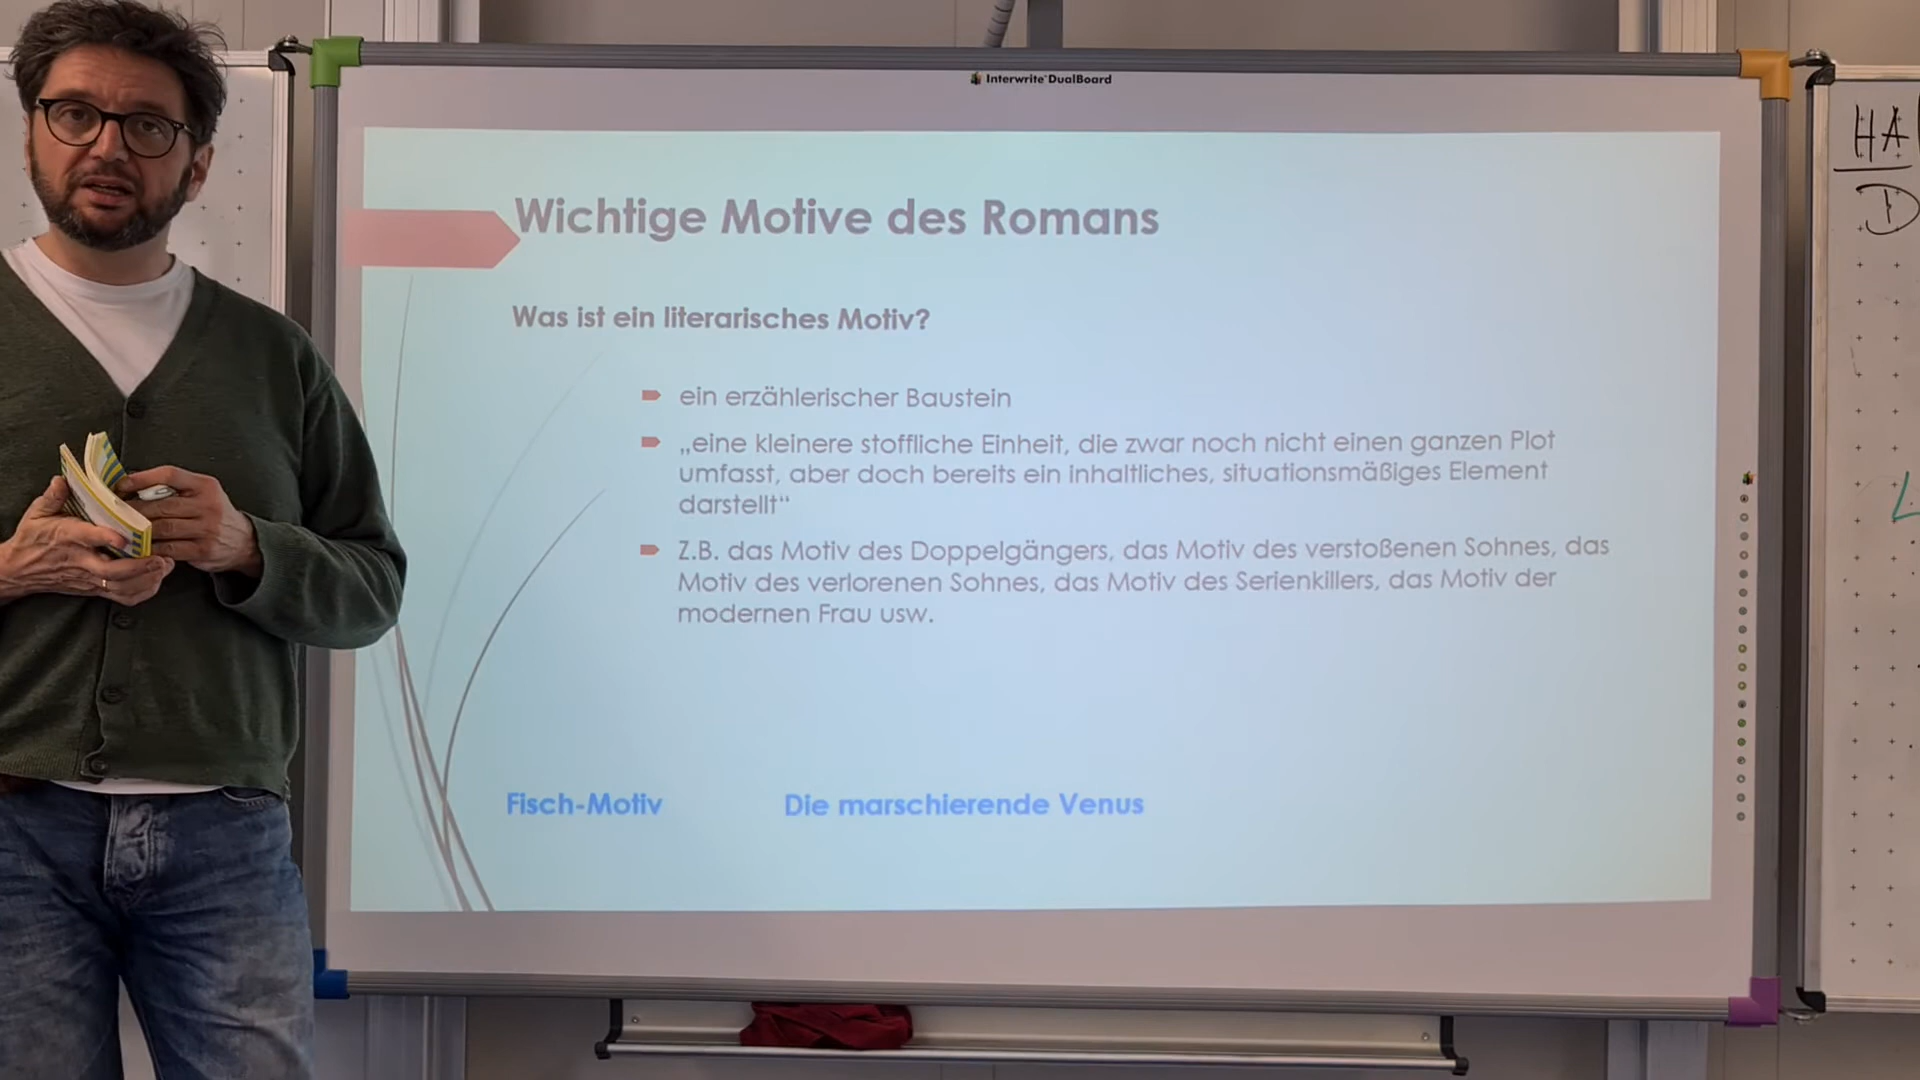 Interwrite DualBoard
Wichtige Motive des Romans
Was ist ein literarisches Motiv?
ein erzählerischer Baustein
„eine kleinere stoffliche Einheit, die zwar noch nicht einen ganzen Plot
umfasst, aber doch bereits ein inhaltliches, situationsmäßiges Element
darstellt“
Z.B. das Motiv des Doppelgängers, das Motiv des verstoßenen Sohnes, das
Motiv des verlorenen Sohnes, das Motiv des Serienkillers, das Motiv der
modernen Frau usw.
Fisch-Motiv
Die marschierende Venus
HA
D